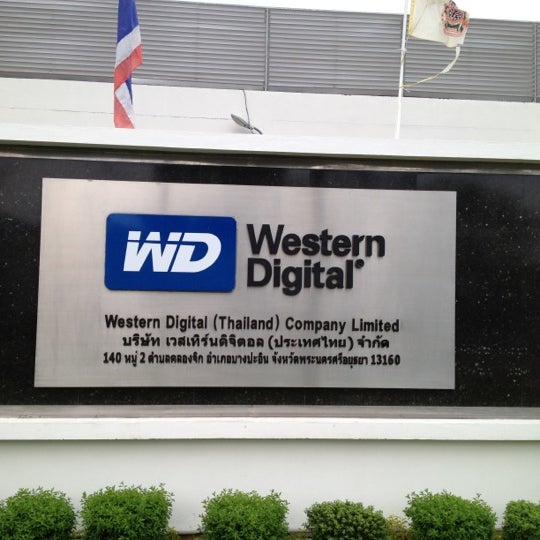 WD Western
Digital®
Western Digital (Thailand) Company Limited
บริษัท เวสเทิร์นดิจิตอล (ประเทศไทย) จำกัด
140 หมู่ 2 ตำบลคลองจิก อำเภอบางปะอิน จังหวัดพระนครศรีอยุธยา 13160